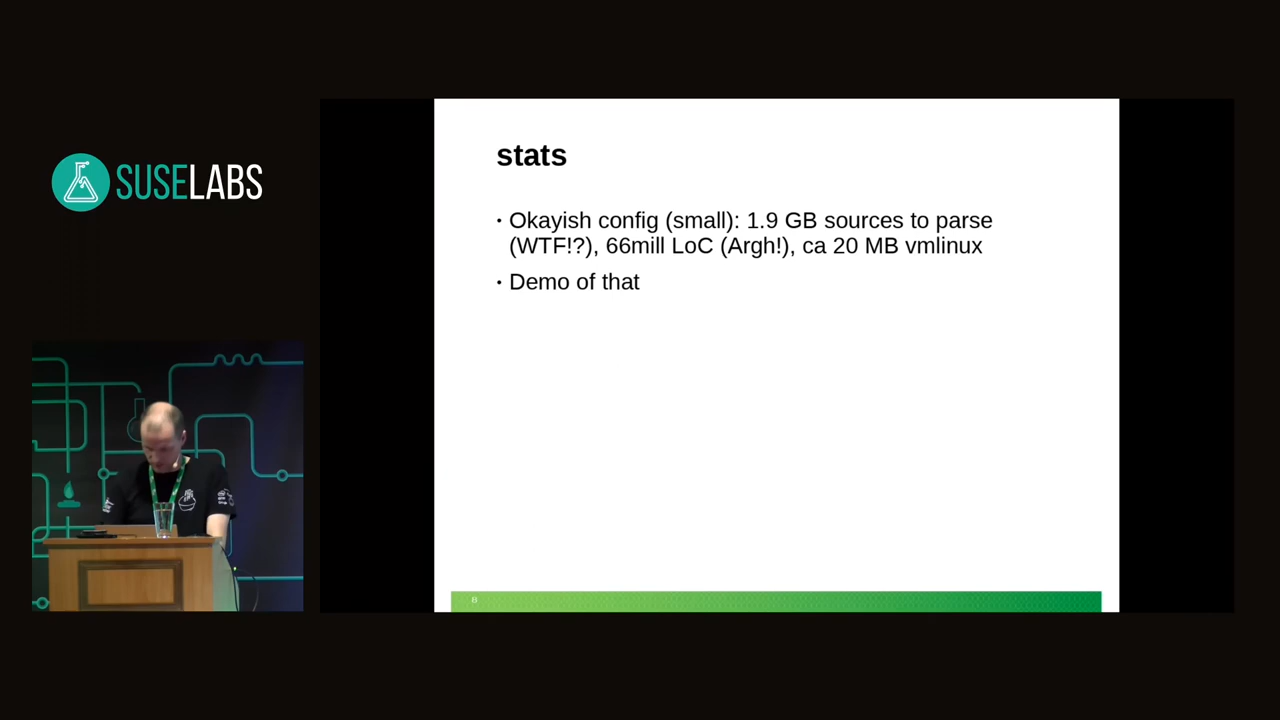 SUSELABS
stats
• Okayish config (small): 1.9 GB sources to parse
(WTF!?), 66mill LoC (Argh!), ca 20 MB vmlinux
• Demo of that